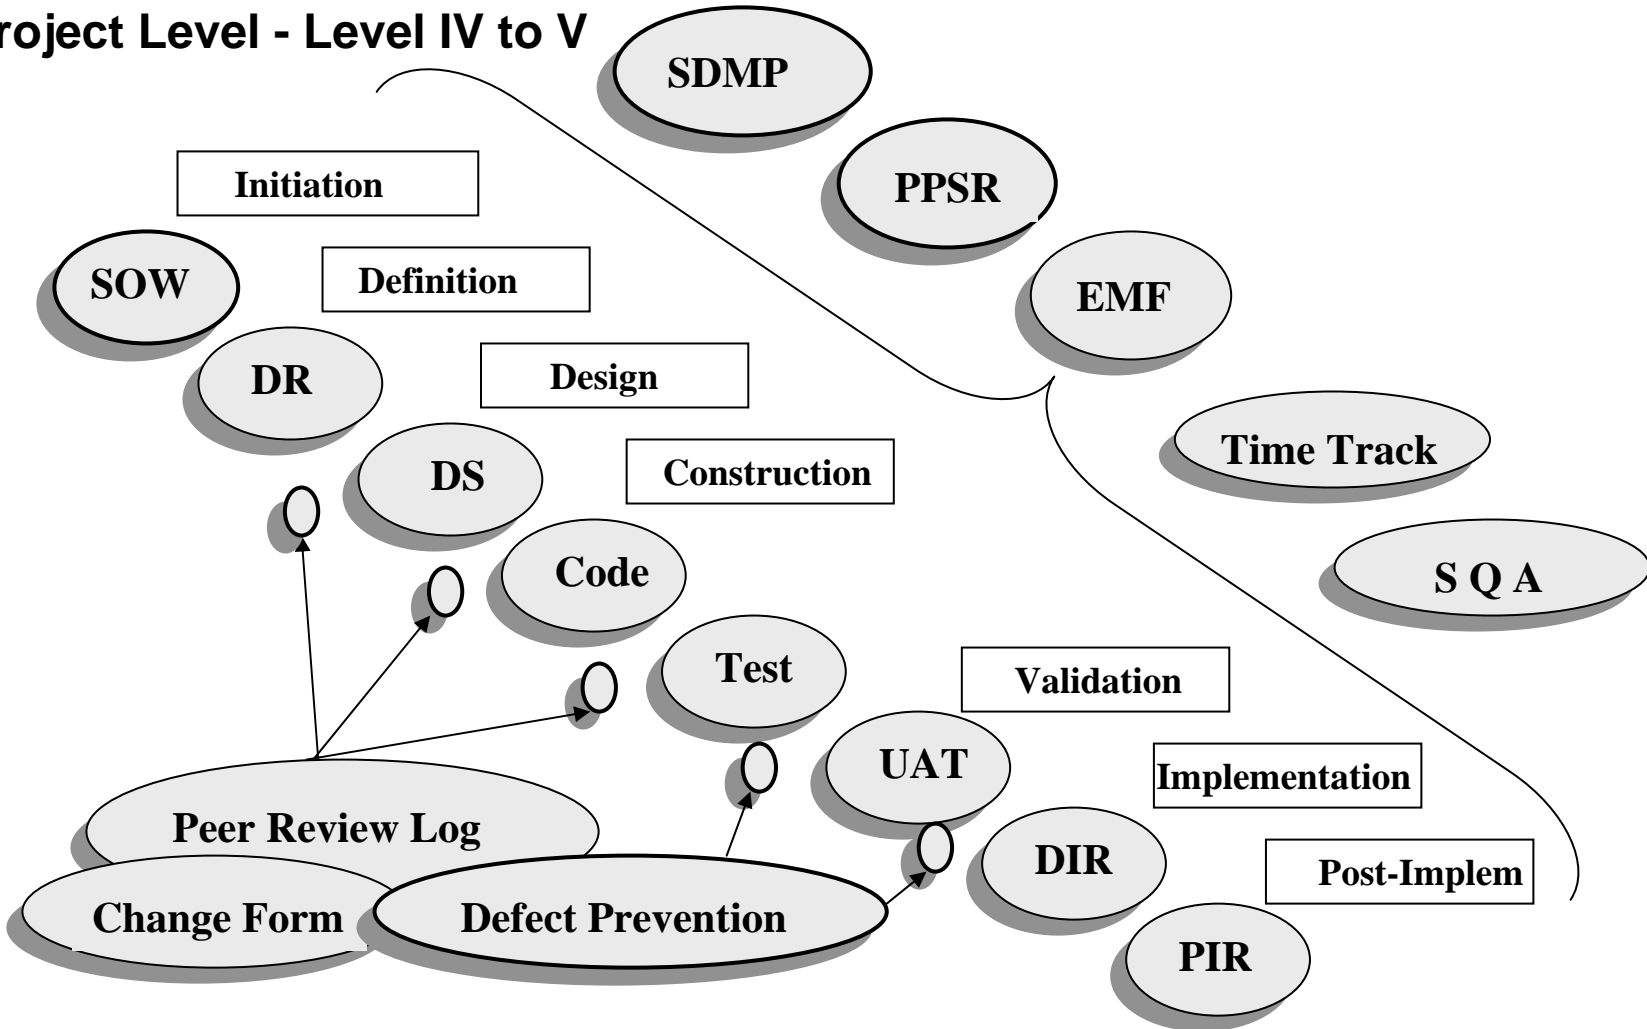 roject Level - Level IV to V
SDMP
PPSR
Initiation
SOW
Definition
EMF
DR
Design
Time Track
DS
Construction
Code
S Q A
Test
Validation
UAT
Implementation
Peer Review Log
DIR
Post-Implem
Change Form
Defect Prevention
PIR